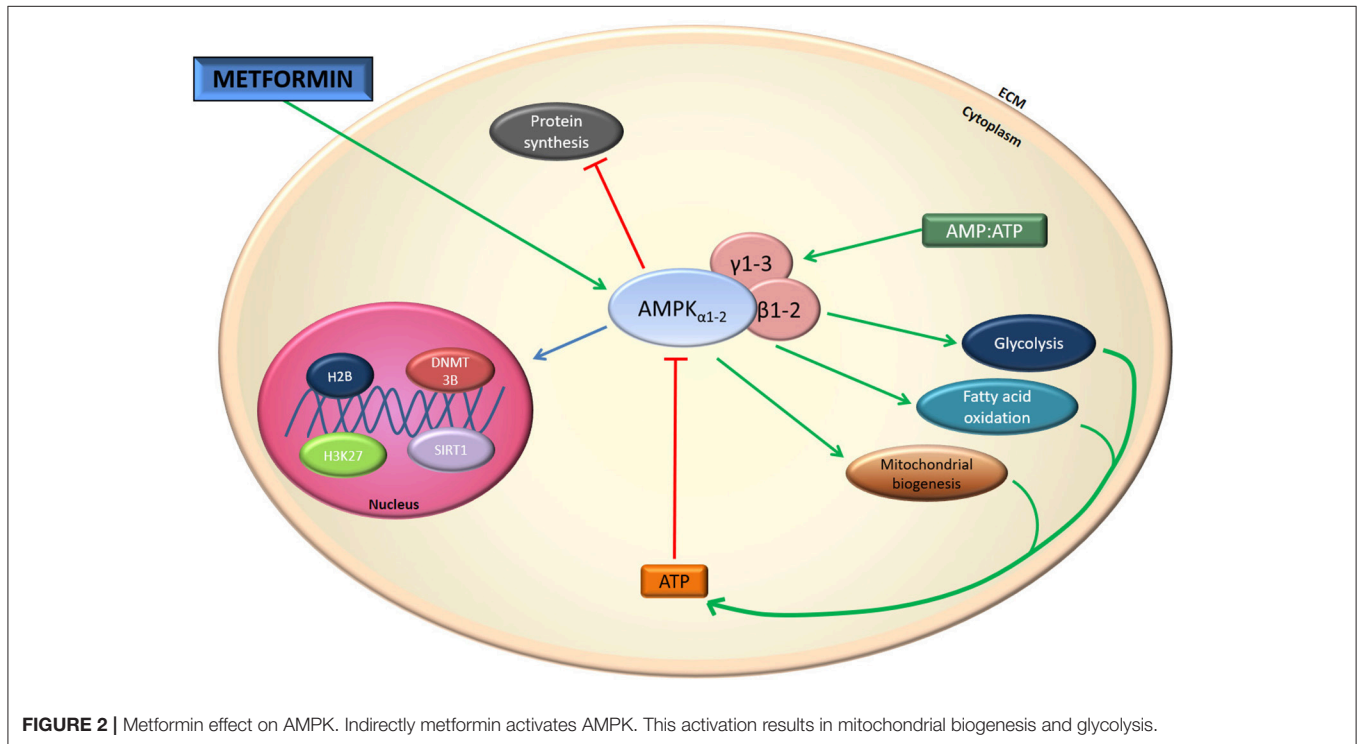 METFORMIN
ECM
Cytoplasm
Protein
synthesis
AMP:ATP
γ1-3
AMPKα1-2
β1-2
Glycolysis
H2B
DNMT
3B
Fatty acid
oxidation
H3K27
SIRT1
Mitochondrial
biogenesis
Nucleus
ATP
FIGURE 2 | Metformin effect on AMPK. Indirectly metformin activates AMPK. This activation results in mitochondrial biogenesis and glycolysis.